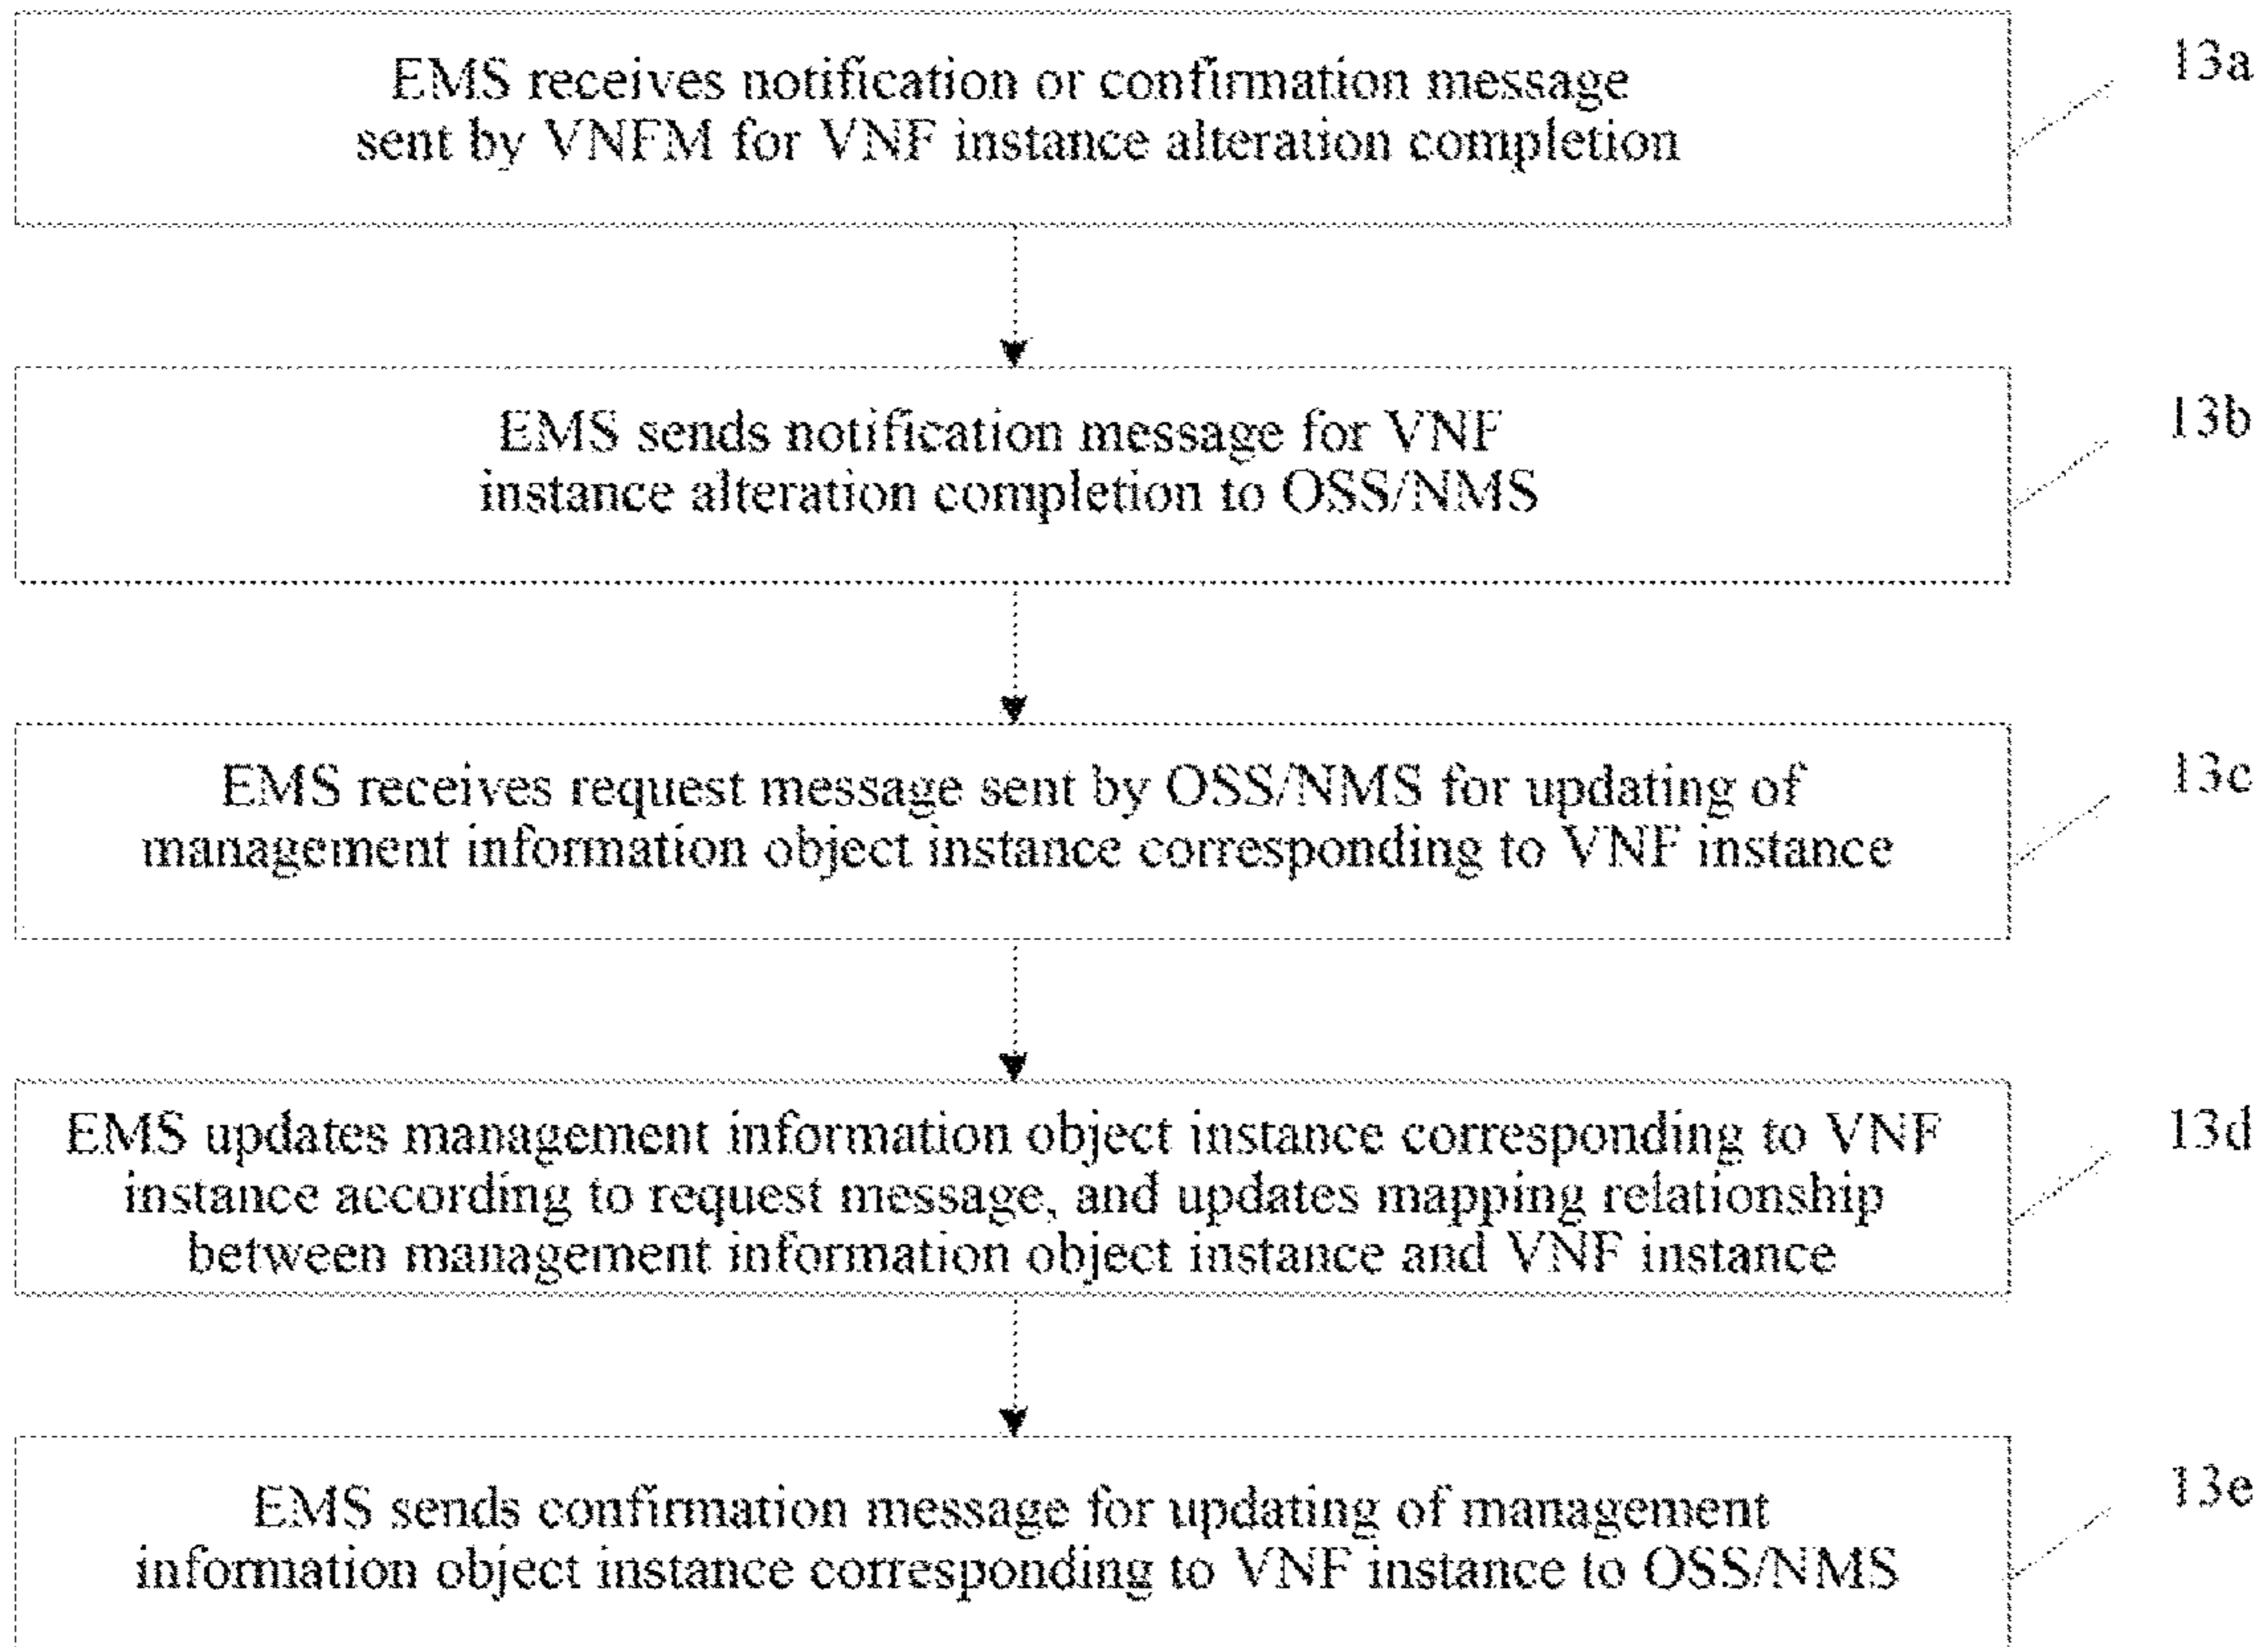 EMS receives notification or confirmation message
sent by VNFM for VNF instance alteration completion
13a
EMS sends notification message for VNF
instance alteration completion to OSS/NMS
13b
EMS receives request message sent by OSS/NMS for updating of
management information object instance corresponding to VNF instance
13c
EMS updates management information object instance corresponding to VNF
instance according to request message, and updates mapping relationship
between management information object instance and VNF instance
13d
EMS sends confirmation message for updating of management
information object instance corresponding to VNF instance to OSS/NMS
13e